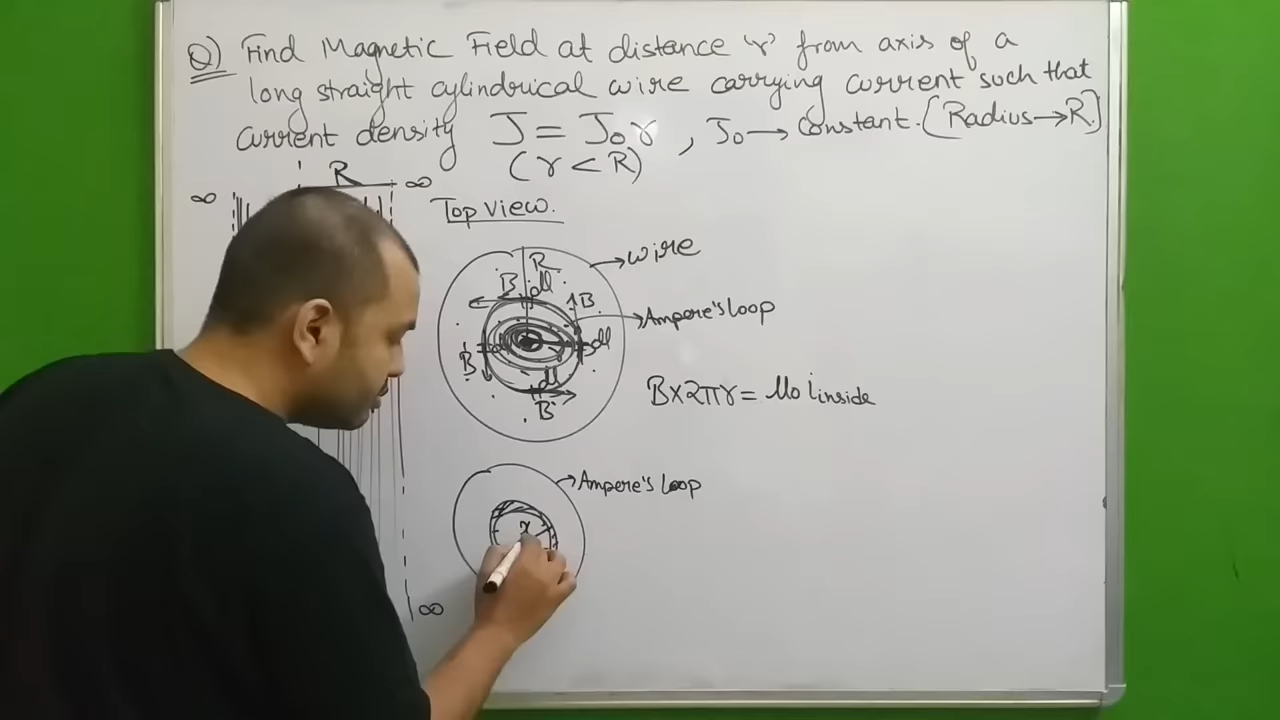 Q) Find Magnetic Field at distance 'r' from axis of a
long straight cylindrical wire carrying current such that
current density J = J₀r , J₀ → constant. [Radius → R]
(r < R)
R
∞ ∞
Top view.
→ wire
R
B dl
B
→ Ampere's loop
dl
B
dl
B
B×2πr = μ₀ iinside
→ Ampere's loop
x
∞